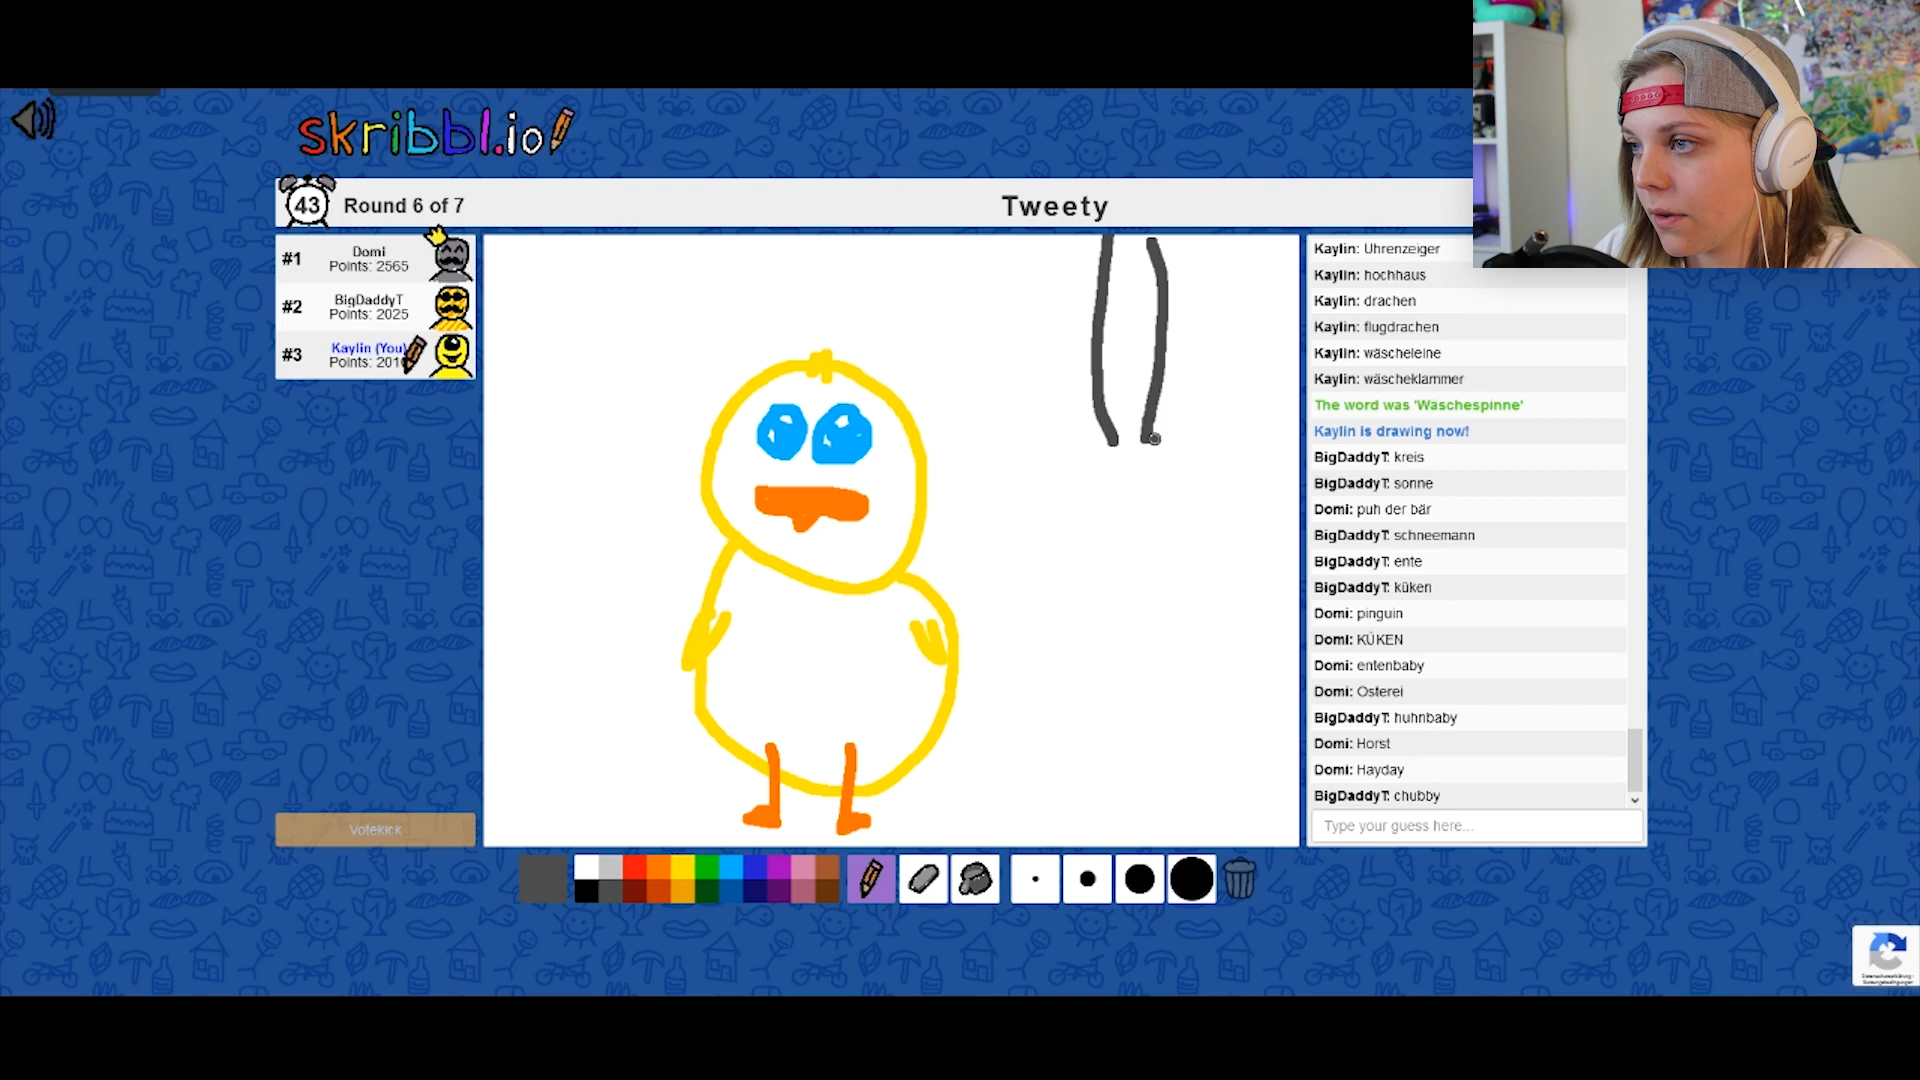 skribbl.io
43 Round 6 of 7
Tweety
#1 Domi
Points: 2565
#2 BigDaddyT
Points: 2025
#3 Kaylin (You)
Points: 201
Votekick
Kaylin: Uhrenzeiger
Kaylin: hochhaus
Kaylin: drachen
Kaylin: flugdrachen
Kaylin: wäscheleine
Kaylin: wäscheklammer
The word was 'Wäschespinne'
Kaylin is drawing now!
BigDaddyT: kreis
BigDaddyT: sonne
Domi: puh der bär
BigDaddyT: schneemann
BigDaddyT: ente
BigDaddyT: küken
Domi: pinguin
Domi: KÜKEN
Domi: entenbaby
Domi: Osterei
BigDaddyT: huhnbaby
Domi: Horst
Domi: Hayday
BigDaddyT: chubby
Type your guess here...